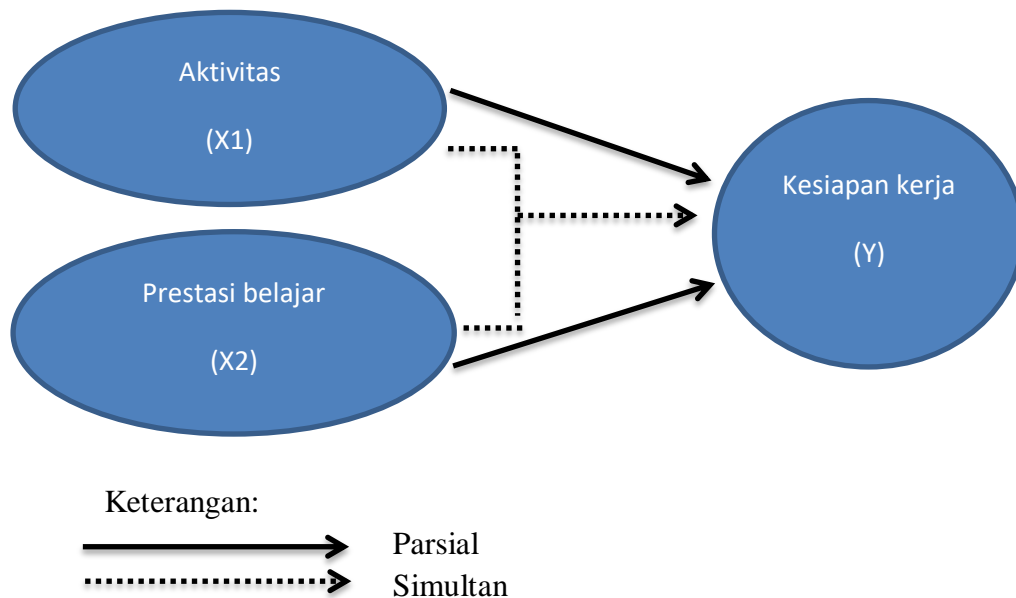 Aktivitas
(X1)
Kesiapan kerja
(Y)
Prestasi belajar
(X2)
Keterangan:
Parsial
Simultan